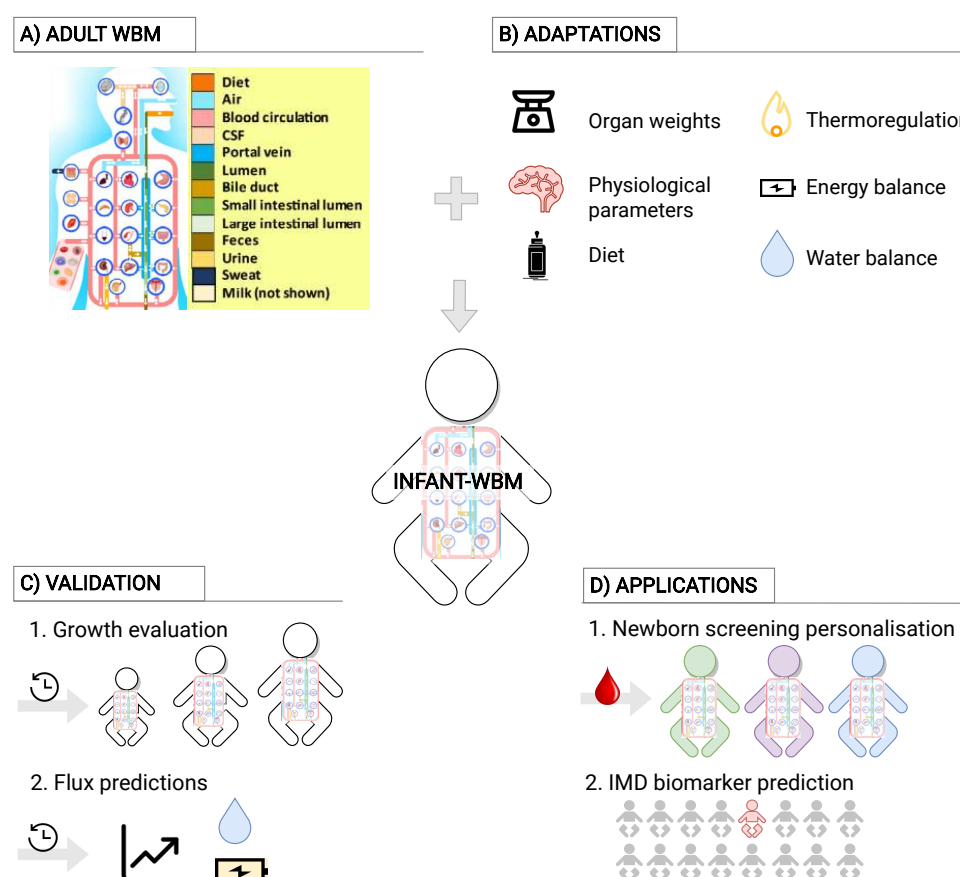 A) ADULT WBM
Diet
Air
Blood circulation
CSF
Portal vein
Lumen
Bile duct
Small intestinal lumen
Large intestinal lumen
Feces
Urine
Sweat
Milk (not shown)
B) ADAPTATIONS
Organ weights
Physiological
parameters
Diet
Thermoregulation
Energy balance
Water balance
INFANT-WBM
C) VALIDATION
1. Growth evaluation
2. Flux predictions
D) APPLICATIONS
1. Newborn screening personalisation
2. IMD biomarker prediction